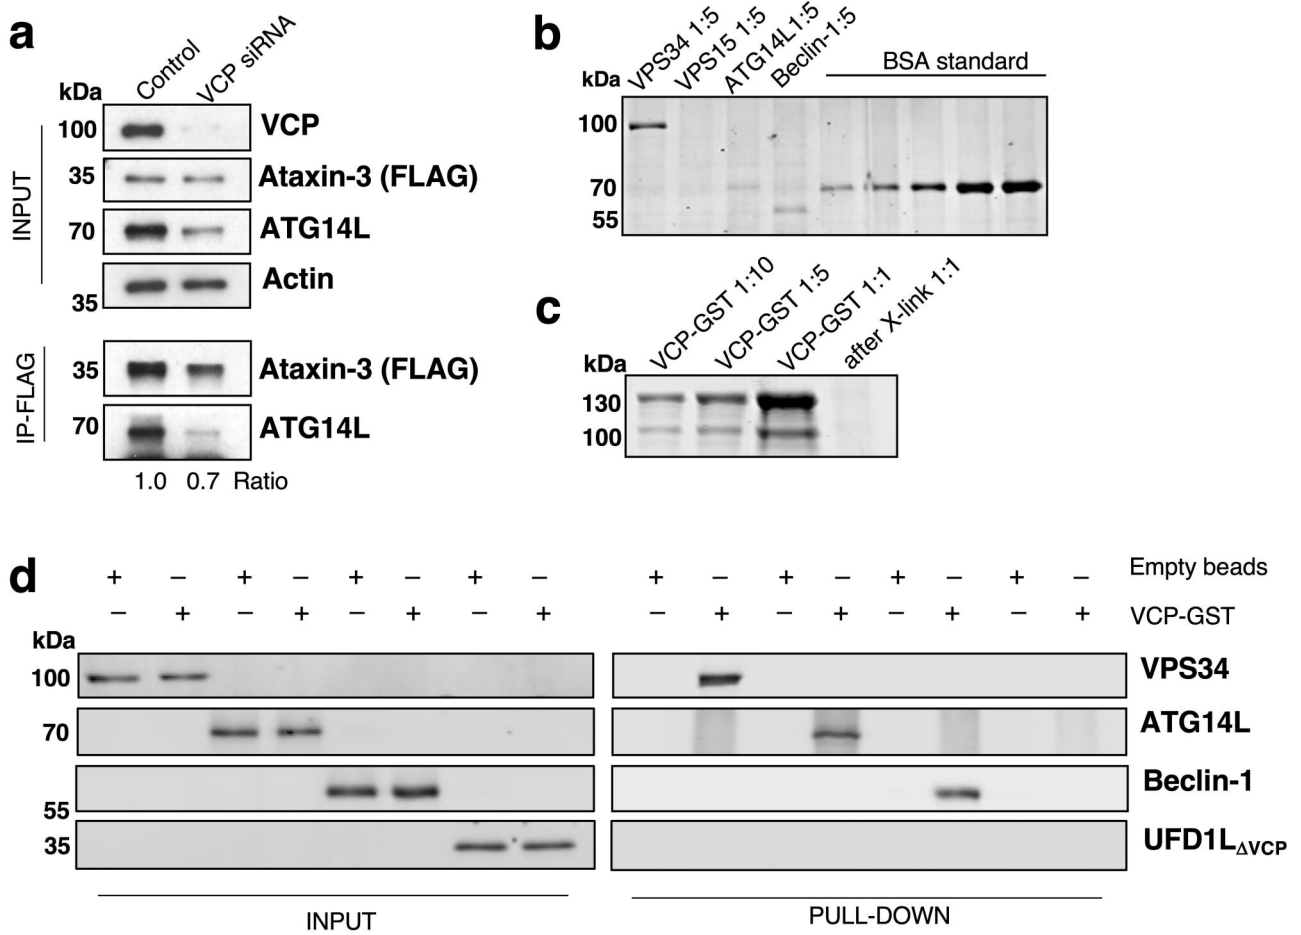 a
Control
VCP siRNA
kDa
INPUT
100
VCP
35
Ataxin-3 (FLAG)
70
ATG14L
Actin
35
IP-FLAG
35
Ataxin-3 (FLAG)
70
ATG14L
1.0 0.7 Ratio
b
VPS34 1:5
VPS15 1:5
ATG14L1:5
Beclin-1:5
BSA standard
kDa
100
70
55
c
VCP-GST 1:10
VCP-GST 1:5
VCP-GST 1:1
after X-link 1:1
kDa
130
100
d
+ – + – + – + – + – + – + – + – Empty beads
– + – + – + – + – + – + – + – + VCP-GST
kDa
100
VPS34
70
ATG14L
55
Beclin-1
35
UFD1LΔVCP
INPUT
PULL-DOWN